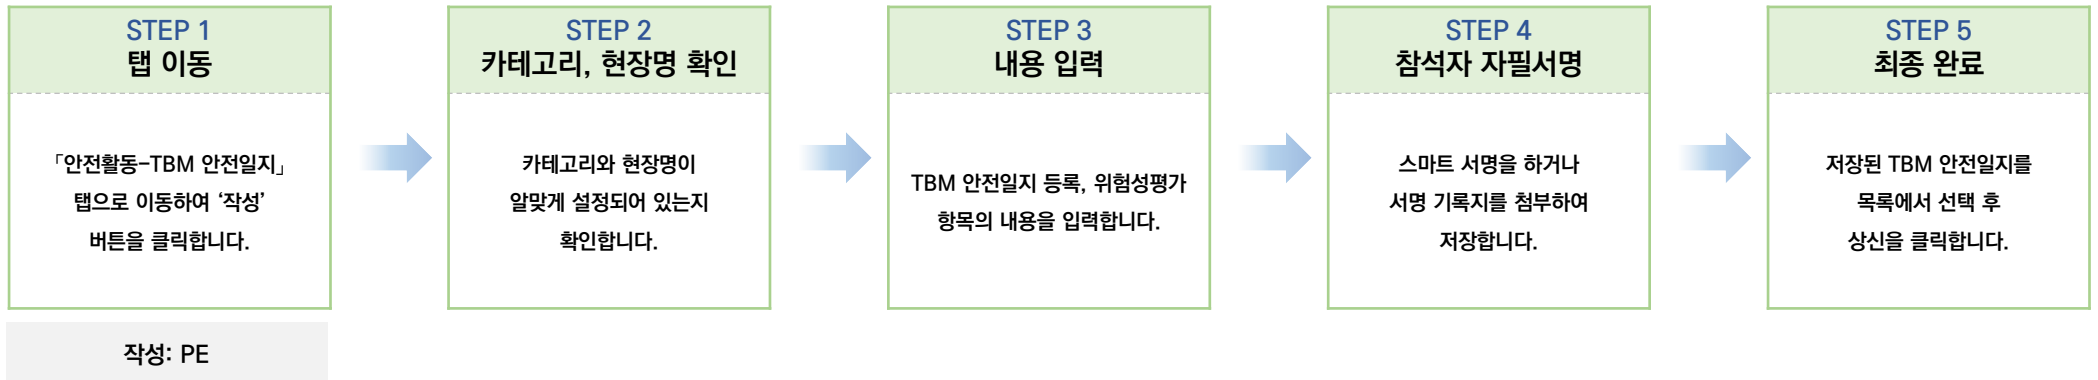 STEP 1
탭 이동
「안전활동-TBM 안전일지」
탭으로 이동하여 ‘작성’
버튼을 클릭합니다.
작성: PE
STEP 2
카테고리, 현장명 확인
카테고리와 현장명이
알맞게 설정되어 있는지
확인합니다.
STEP 3
내용 입력
TBM 안전일지 등록, 위험성평가
항목의 내용을 입력합니다.
STEP 4
참석자 자필서명
스마트 서명을 하거나
서명 기록지를 첨부하여
저장합니다.
STEP 5
최종 완료
저장된 TBM 안전일지를
목록에서 선택 후
상신을 클릭합니다.